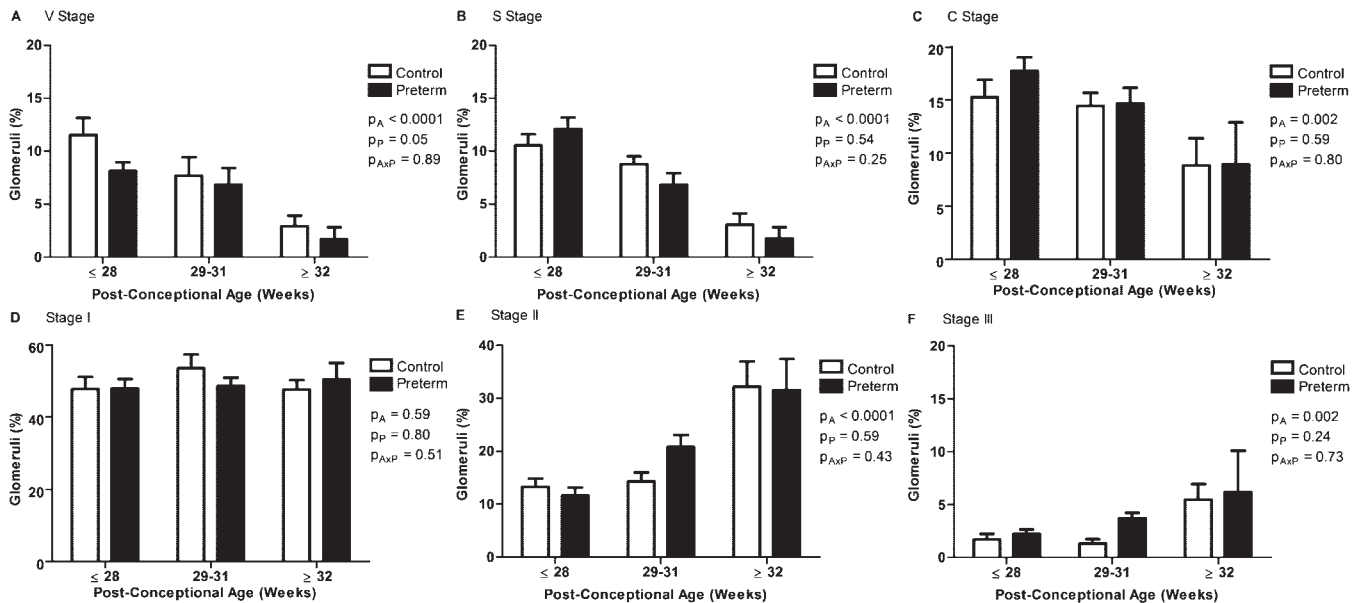 A V Stage
20
15
10
5
0
Glomeruli (%)
≤ 28 29-31 ≥ 32
Post-Conceptional Age (Weeks)
Control
Preterm
pA < 0.0001
pP = 0.05
pAxP = 0.89
B S Stage
20
15
10
5
0
Glomeruli (%)
≤ 28 29-31 ≥ 32
Post-Conceptional Age (Weeks)
Control
Preterm
pA < 0.0001
pP = 0.54
pAxP = 0.25
C C Stage
20
15
10
5
0
Glomeruli (%)
≤ 28 29-31 ≥ 32
Post-Conceptional Age (Weeks)
Control
Preterm
pA = 0.002
pP = 0.59
pAxP = 0.80
D Stage I
60
40
20
0
Glomeruli (%)
≤ 28 29-31 ≥ 32
Post-Conceptional Age (Weeks)
Control
Preterm
pA = 0.59
pP = 0.80
pAxP = 0.51
E Stage II
40
30
20
10
0
Glomeruli (%)
≤ 28 29-31 ≥ 32
Post-Conceptional Age (Weeks)
Control
Preterm
pA < 0.0001
pP = 0.59
pAxP = 0.43
F Stage III
20
15
10
5
0
Glomeruli (%)
≤ 28 29-31 ≥ 32
Post-Conceptional Age (Weeks)
Control
Preterm
pA = 0.002
pP = 0.24
pAxP = 0.73